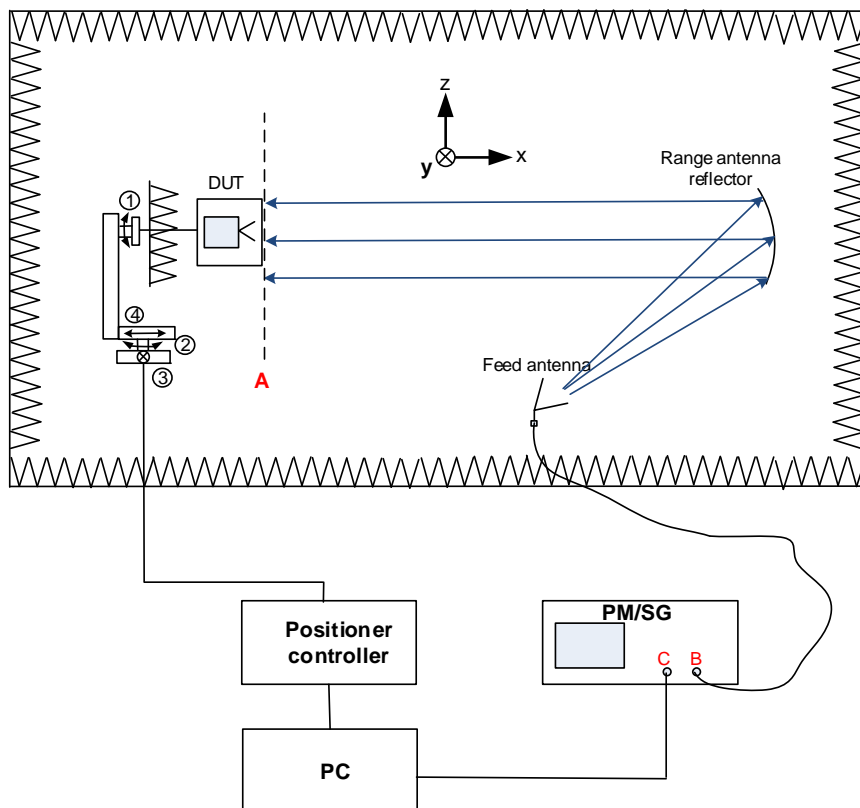 z
x
y
Range antenna
reflector
DUT
①
④
②
③
A
Feed antenna
PM/SG
C
B
Positioner
controller
PC